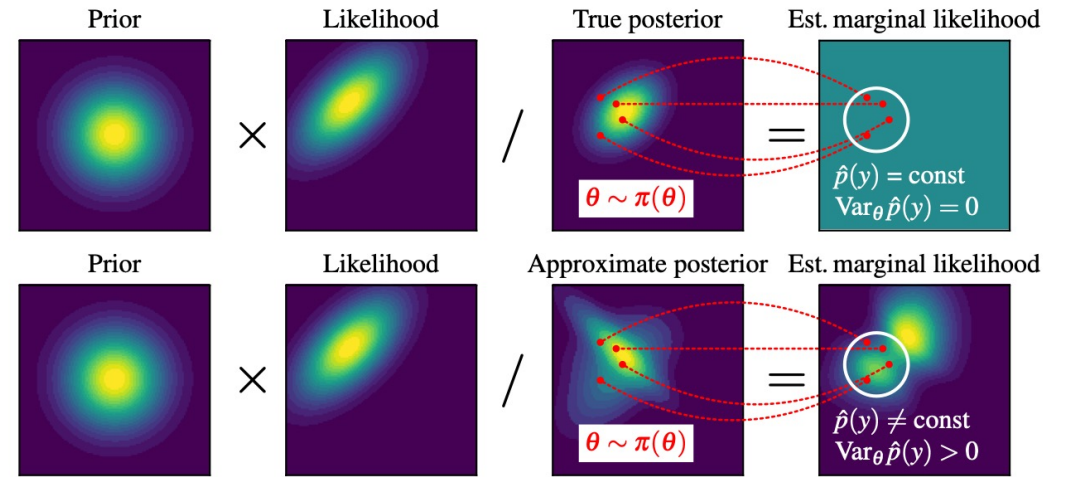 Prior
Likelihood
True posterior
Est. marginal likelihood
×
/
=
θ ~ π(θ)
p̂(y) = const
Var_θ p̂(y) = 0
Prior
Likelihood
Approximate posterior
Est. marginal likelihood
×
/
=
θ ~ π(θ)
p̂(y) ≠ const
Var_θ p̂(y) > 0